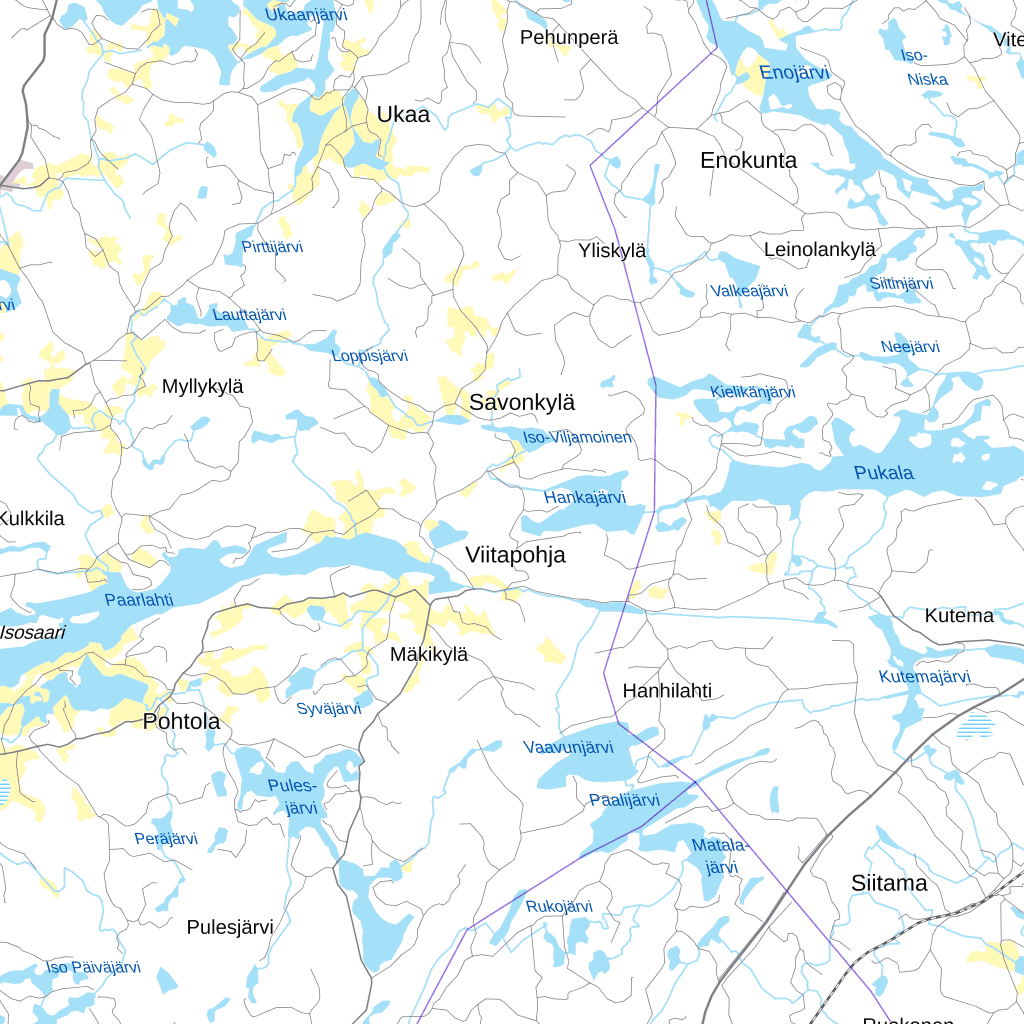 Ukaanjärvi
Pehunperä
Iso-
Niska
Enojärvi
Ukaa
Enokunta
Pirttijärvi
Yliskylä
Leinolankylä
Siltinjärvi
Valkeajärvi
Lauttajärvi
Neejärvi
Loppisjärvi
Myllykylä
Kielikänjärvi
Savonkylä
Iso-Viljamoinen
Pukala
Hankajärvi
Kulkkila
Viitapohja
Paarlahti
Kutema
Isosaari
Mäkikylä
Kutemajärvi
Hanhilahti
Syväjärvi
Pohtola
Vaavunjärvi
Pules-
järvi
Paalijärvi
Peräjärvi
Matala-
järvi
Siitama
Rukojärvi
Pulesjärvi
Iso Päiväjärvi